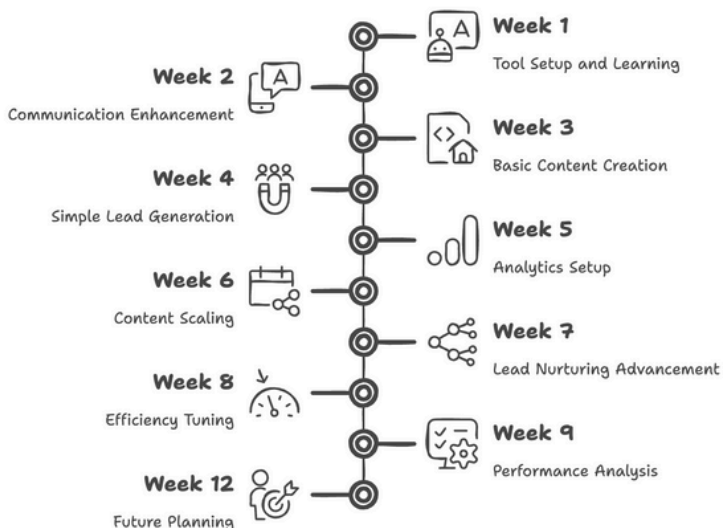 Week 1
Tool Setup and Learning
Week 2
Communication Enhancement
Week 3
Basic Content Creation
Week 4
Simple Lead Generation
Week 5
Analytics Setup
Week 6
Content Scaling
Week 7
Lead Nurturing Advancement
Week 8
Efficiency Tuning
Week 9
Performance Analysis
Week 12
Future Planning
A
A